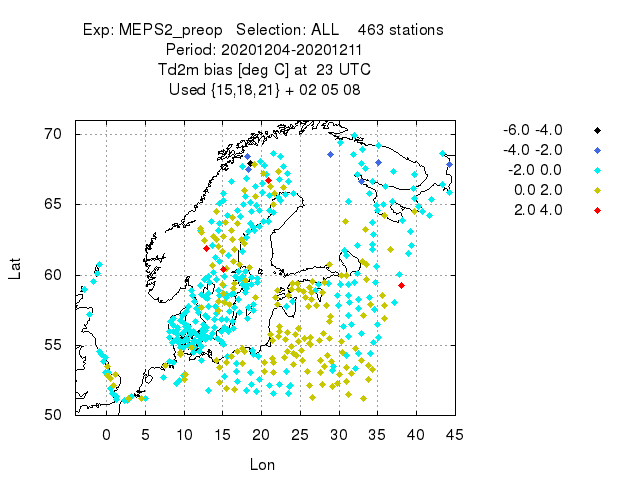 Exp: MEPS2_preop   Selection: ALL    463 stations
Period: 20201204-20201211
Td2m bias [deg C] at  23 UTC
Used {15,18,21} + 02 05 08
-6.0 -4.0
-4.0 -2.0
-2.0 0.0
0.0 2.0
2.0 4.0
70
65
60
55
50
Lat
0 5 10 15 20 25 30 35 40 45
Lon